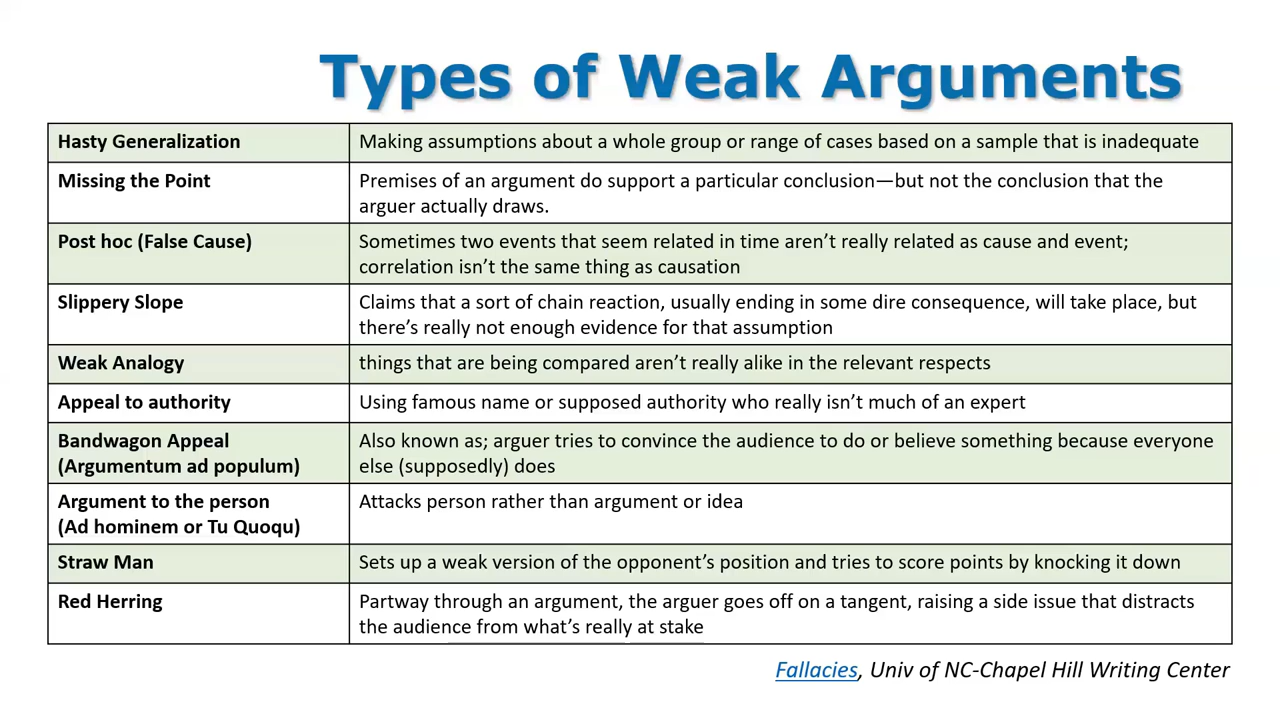 Types of Weak Arguments
Hasty Generalization
Making assumptions about a whole group or range of cases based on a sample that is inadequate
Missing the Point
Premises of an argument do support a particular conclusion—but not the conclusion that the
arguer actually draws.
Post hoc (False Cause)
Sometimes two events that seem related in time aren’t really related as cause and event;
correlation isn’t the same thing as causation
Slippery Slope
Claims that a sort of chain reaction, usually ending in some dire consequence, will take place, but
there’s really not enough evidence for that assumption
Weak Analogy
things that are being compared aren’t really alike in the relevant respects
Appeal to authority
Using famous name or supposed authority who really isn’t much of an expert
Bandwagon Appeal
(Argumentum ad populum)
Also known as; arguer tries to convince the audience to do or believe something because everyone
else (supposedly) does
Argument to the person
(Ad hominem or Tu Quoqu)
Attacks person rather than argument or idea
Straw Man
Sets up a weak version of the opponent’s position and tries to score points by knocking it down
Red Herring
Partway through an argument, the arguer goes off on a tangent, raising a side issue that distracts
the audience from what’s really at stake
Fallacies, Univ of NC-Chapel Hill Writing Center